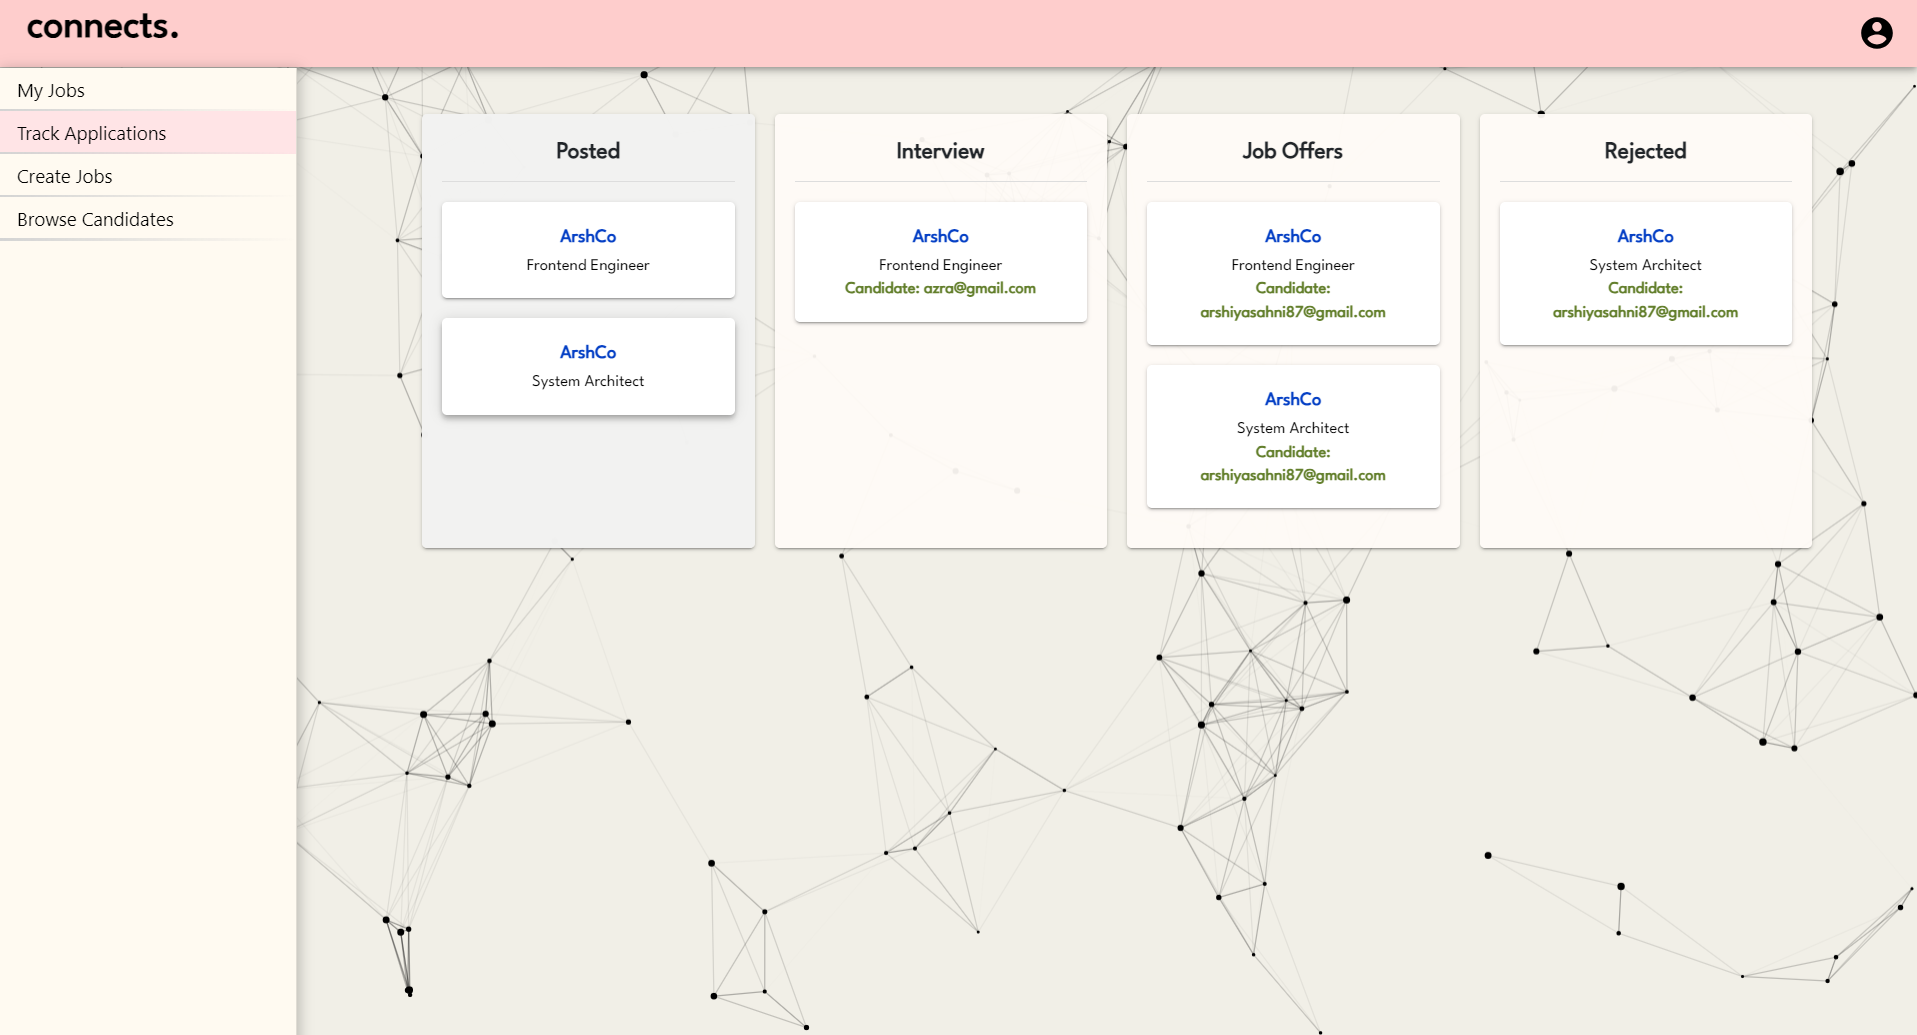 connects.
My Jobs
Track Applications
Create Jobs
Browse Candidates
Posted
ArshCo
Frontend Engineer
ArshCo
System Architect
Interview
ArshCo
Frontend Engineer
Candidate: azra@gmail.com
Job Offers
ArshCo
Frontend Engineer
Candidate:
arshiyasahni87@gmail.com
ArshCo
System Architect
Candidate:
arshiyasahni87@gmail.com
Rejected
ArshCo
System Architect
Candidate:
arshiyasahni87@gmail.com